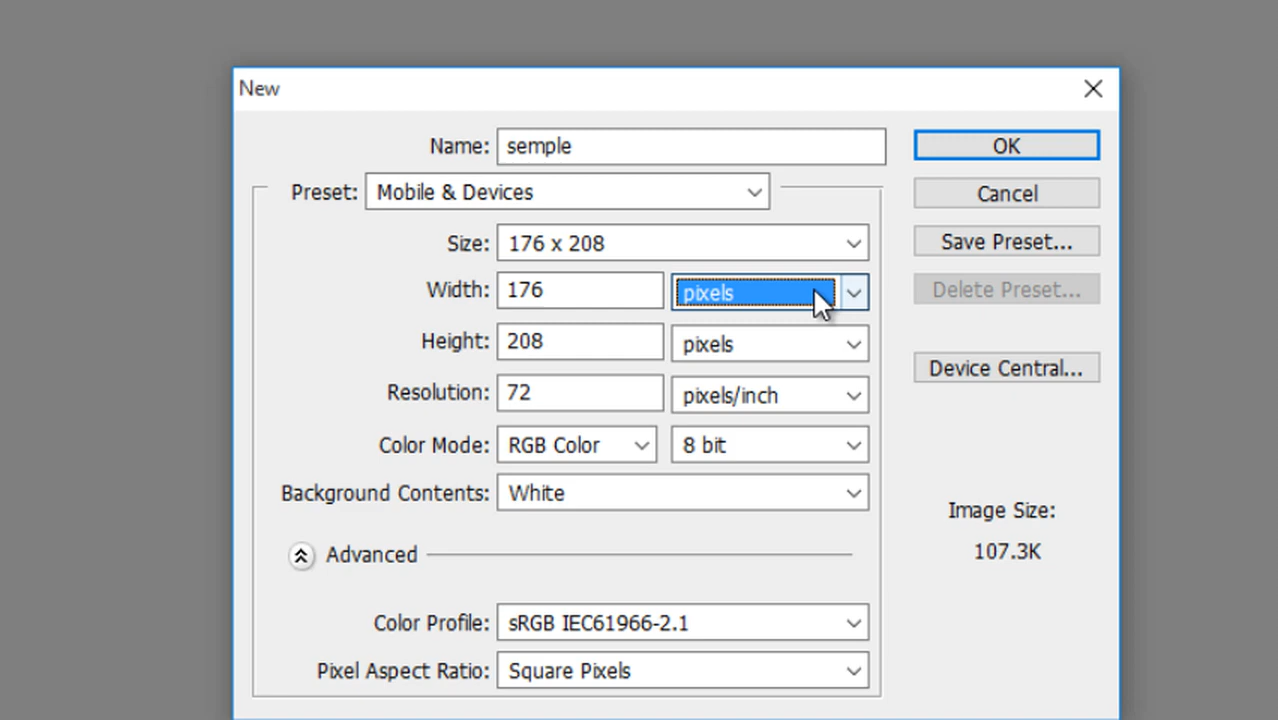 New
Name: semple
OK
Preset: Mobile & Devices
Cancel
Size: 176 x 208
Save Preset...
Width: 176 pixels
Delete Preset...
Height: 208 pixels
Device Central...
Resolution: 72 pixels/inch
Color Mode: RGB Color 8 bit
Background Contents: White
Image Size:
107.3K
Advanced
Color Profile: sRGB IEC61966-2.1
Pixel Aspect Ratio: Square Pixels